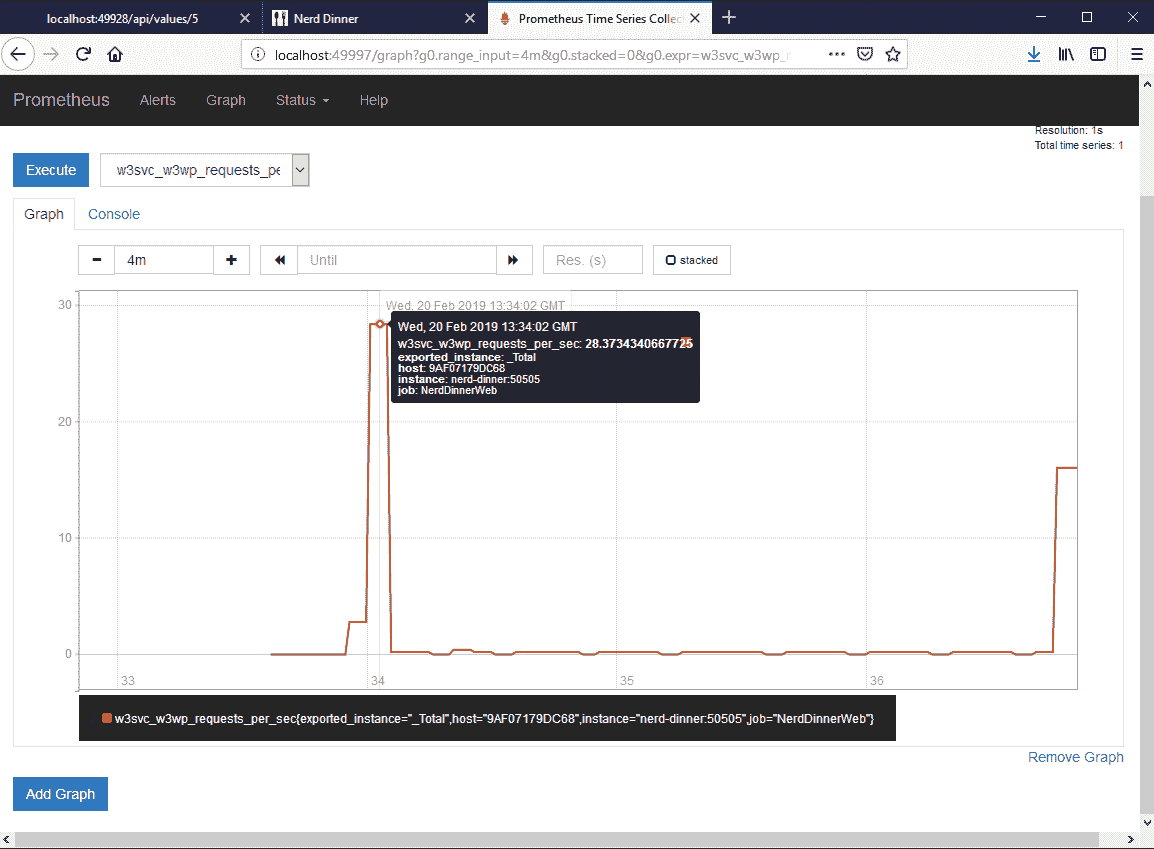 localhost:49928/api/values/5
Nerd Dinner
Prometheus Time Series Collec
localhost:49997/graph?g0.range_input=4m&g0.stacked=0&g0.expr=w3svc_w3wp_r
Prometheus Alerts Graph Status Help
Resolution: 1s
Total time series: 1
Execute w3svc_w3wp_requests_pe
Graph Console
4m Until Res. (s) stacked
30
Wed, 20 Feb 2019 13:34:02 GMT
Wed, 20 Feb 2019 13:34:02 GMT
w3svc_w3wp_requests_per_sec: 28.3734340667725
exported_instance: _Total
host: 9AF07179DC68
instance: nerd-dinner:50505
job: NerdDinnerWeb
20
10
0
33 34 35 36
w3svc_w3wp_requests_per_sec{exported_instance="_Total",host="9AF07179DC68",instance="nerd-dinner:50505",job="NerdDinnerWeb"}
Remove Graph
Add Graph